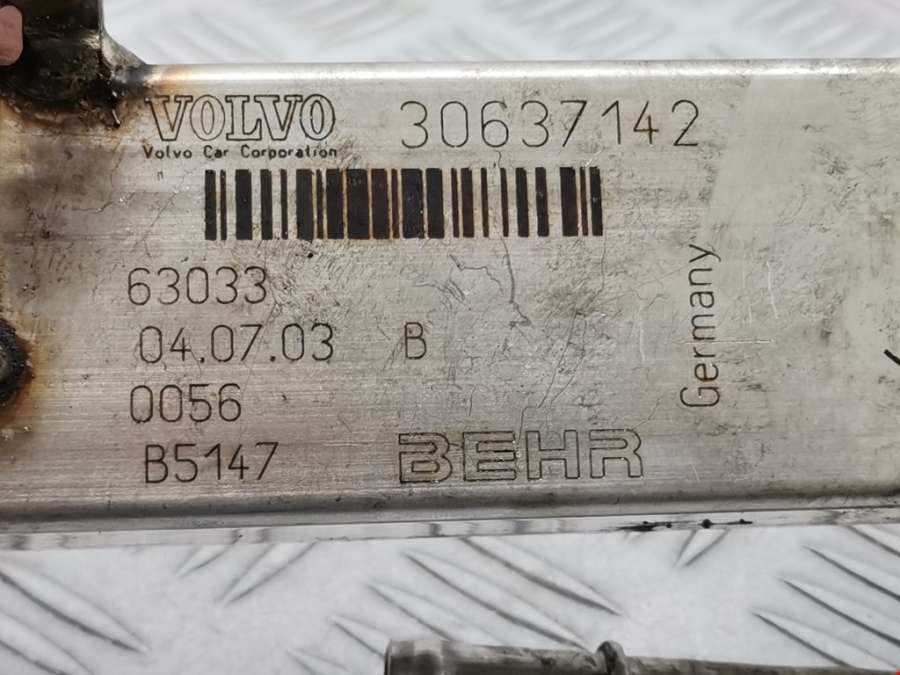 VOLVO 30637142
Volvo Car Corporation
n
63033
04.07.03 B
0056
B5147
BEHR
Germany